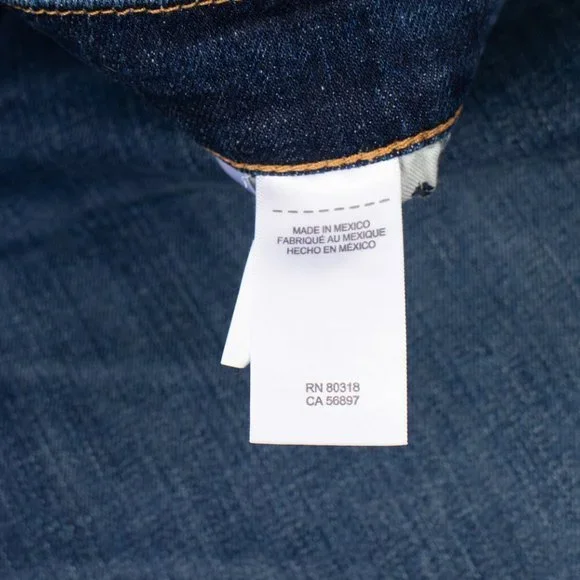 MADE IN MEXICO
FABRIQUÉ AU MEXIQUE
HECHO EN MÉXICO
RN 80318
CA 56897